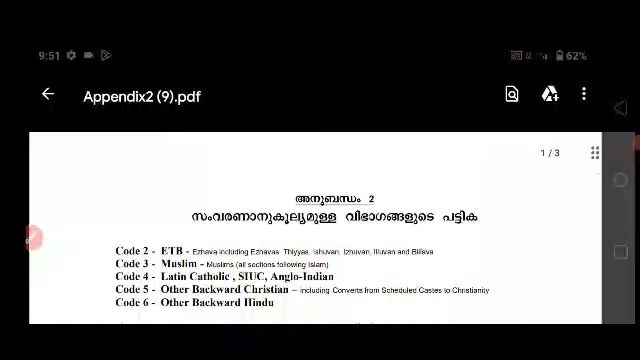 9:51
62%
Appendix2 (9).pdf
1 / 3
അനുബന്ധം 2
സംവരണാനുകൂല്യമുള്ള വിഭാഗങ്ങളുടെ പട്ടിക
Code 2 - ETB - Ezhava including Ezhavas, Thiyyas, Ishuvan, Izhuvan, Illuvan and Billava
Code 3 - Muslim – Muslims (all sections following Islam)
Code 4 - Latin Catholic , SIUC, Anglo-Indian
Code 5 - Other Backward Christian – including Converts from Scheduled Castes to Christianity
Code 6 - Other Backward Hindu